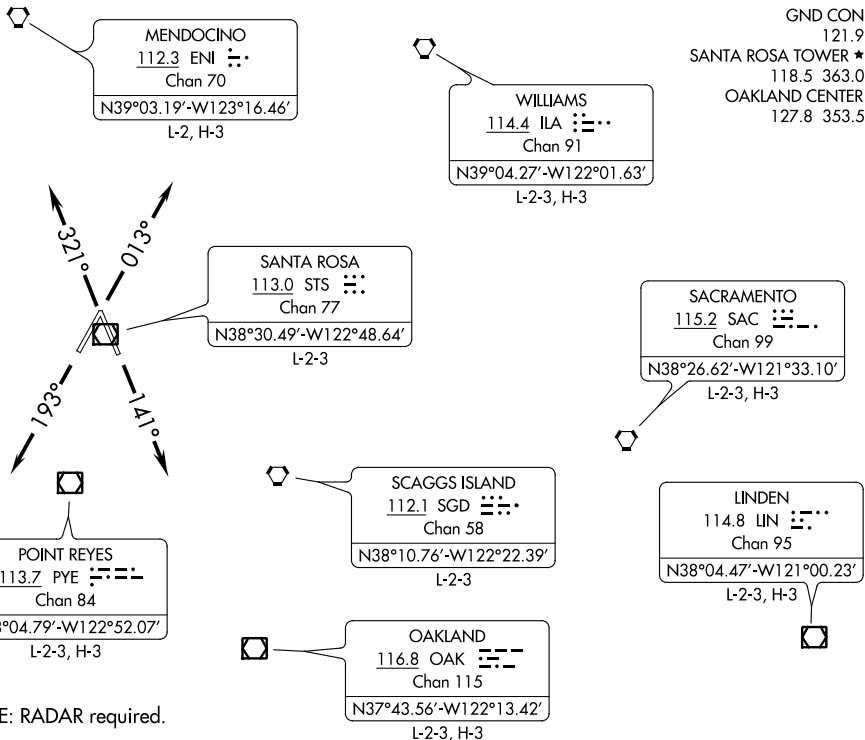 GND CON
121.9
SANTA ROSA TOWER ★
118.5 363.0
OAKLAND CENTER
127.8 353.5
MENDOCINO
112.3 ENI
Chan 70
N39°03.19'-W123°16.46'
L-2, H-3
WILLIAMS
114.4 ILA
Chan 91
N39°04.27'-W122°01.63'
L-2-3, H-3
321°
013°
193°
141°
SANTA ROSA
113.0 STS
Chan 77
N38°30.49'-W122°48.64'
L-2-3
SACRAMENTO
115.2 SAC
Chan 99
N38°26.62'-W121°33.10'
L-2-3, H-3
SCAGGS ISLAND
112.1 SGD
Chan 58
N38°10.76'-W122°22.39'
L-2-3
LINDEN
114.8 LIN
Chan 95
N38°04.47'-W121°00.23'
L-2-3, H-3
POINT REYES
113.7 PYE
Chan 84
8°04.79'-W122°52.07'
L-2-3, H-3
OAKLAND
116.8 OAK
Chan 115
N37°43.56'-W122°13.42'
L-2-3, H-3
E: RADAR required.